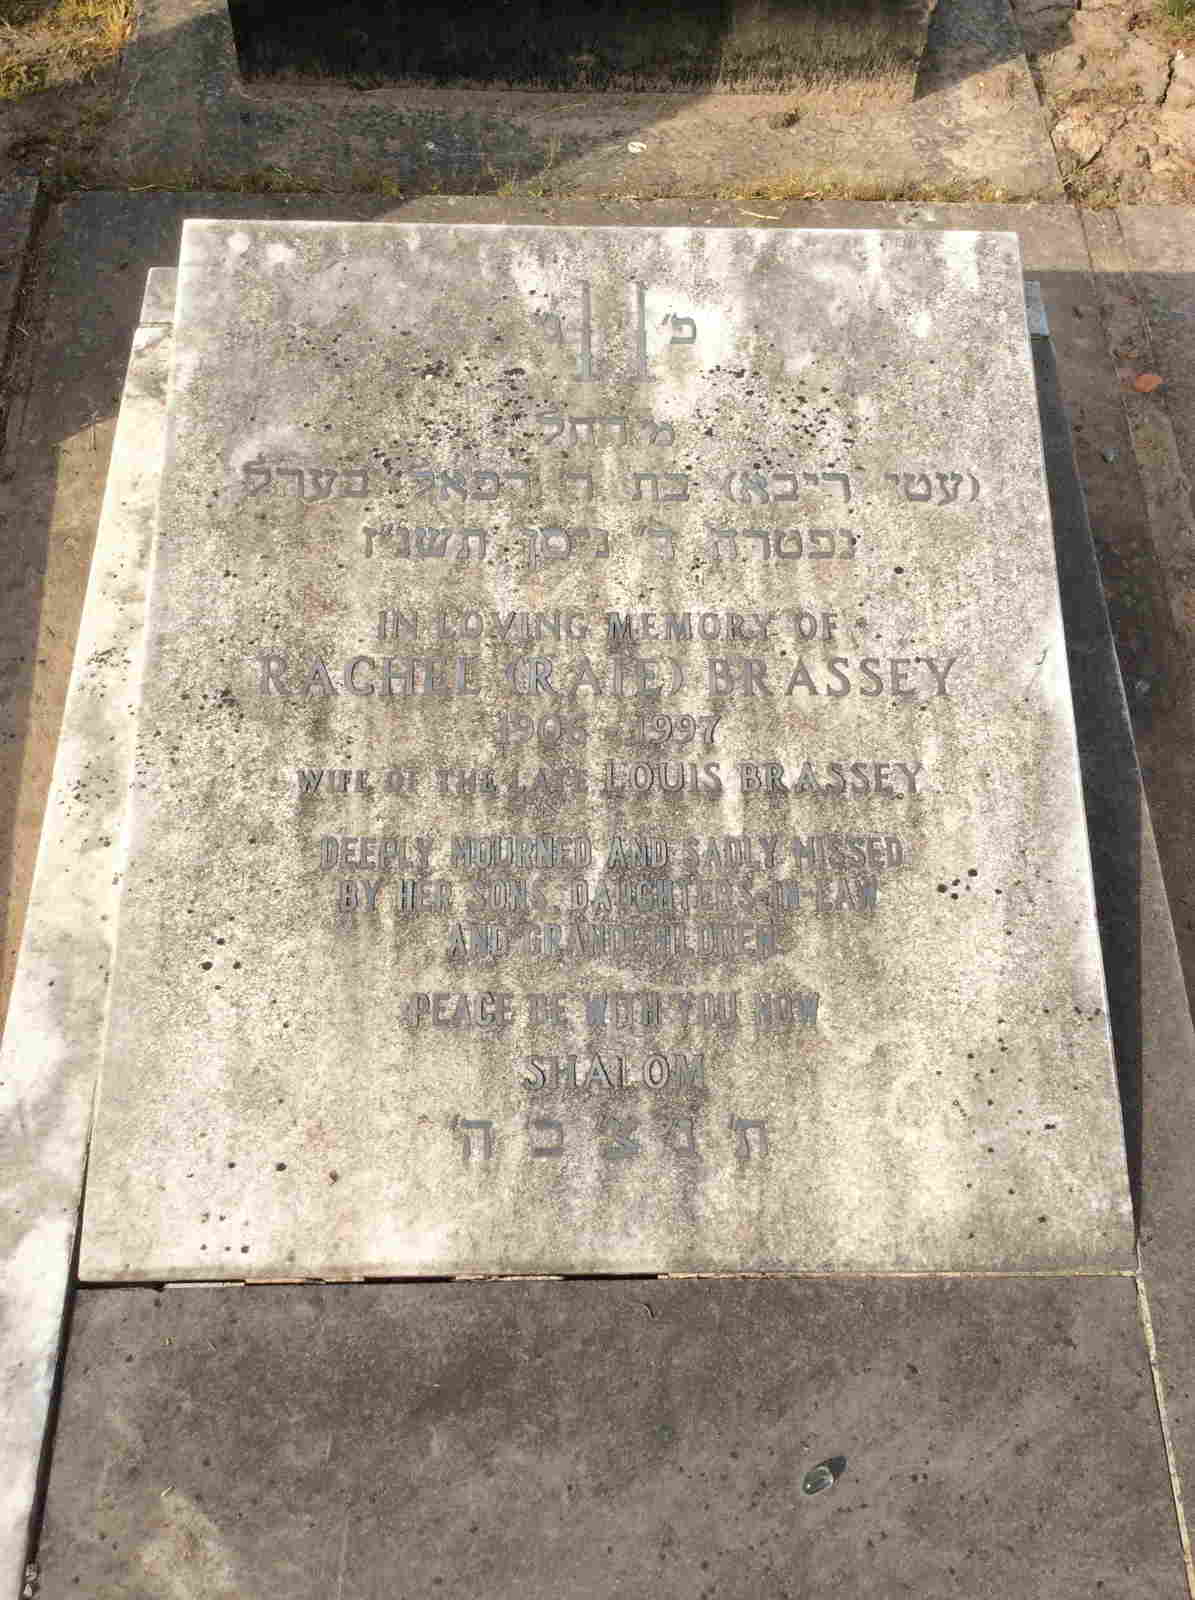 פ' נ'
מ' רחל
(עטי ריבא) בת ר' רפאל בערל
נפטרה ד' ניסן תשנ"ז
IN LOVING MEMORY OF
RACHEL (RAIE) BRASSEY
1906 - 1997
WIFE OF THE LATE LOUIS BRASSEY
DEEPLY MOURNED AND SADLY MISSED
BY HER SONS, DAUGHTERS-IN-LAW
AND GRANDCHILDREN
PEACE BE WITH YOU NOW
SHALOM
ת' נ' צ' ב' ה'